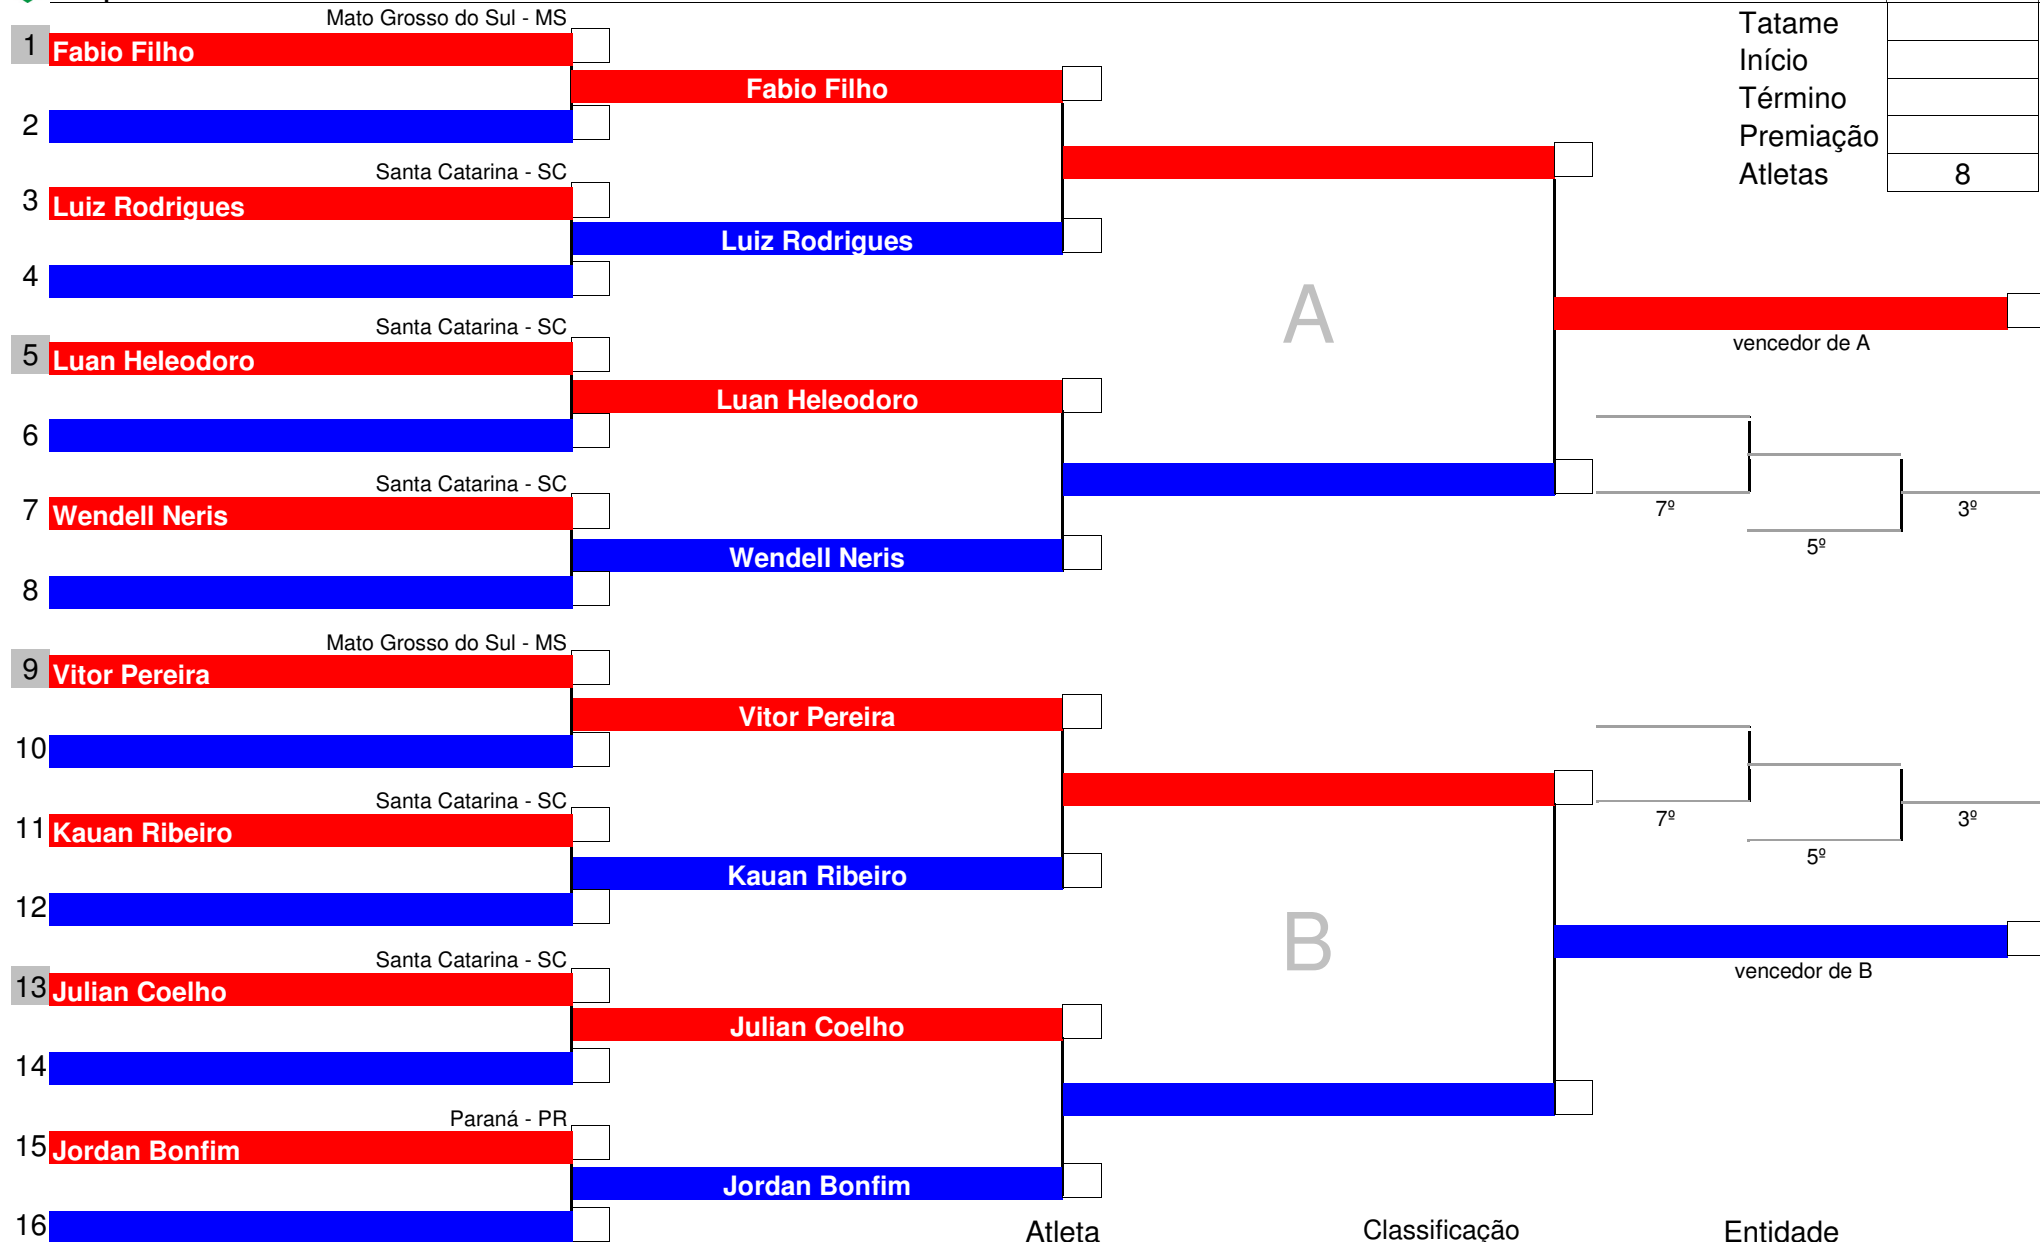 Mato Grosso do Sul - MS
1 Fabio Filho
Fabio Filho
2
Santa Catarina - SC
3 Luiz Rodrigues
Luiz Rodrigues
4
Santa Catarina - SC
5 Luan Heleodoro
Luan Heleodoro
6
Santa Catarina - SC
7 Wendell Neris
Wendell Neris
8
Mato Grosso do Sul - MS
9 Vitor Pereira
Vitor Pereira
10
Santa Catarina - SC
11 Kauan Ribeiro
Kauan Ribeiro
12
Santa Catarina - SC
13 Julian Coelho
Julian Coelho
14
Paraná - PR
15 Jordan Bonfim
Jordan Bonfim
16
A
B
Tatame
Início
Término
Premiação
Atletas 8
vencedor de A
7º
5º
3º
7º
5º
3º
vencedor de B
Atleta Classificação Entidade